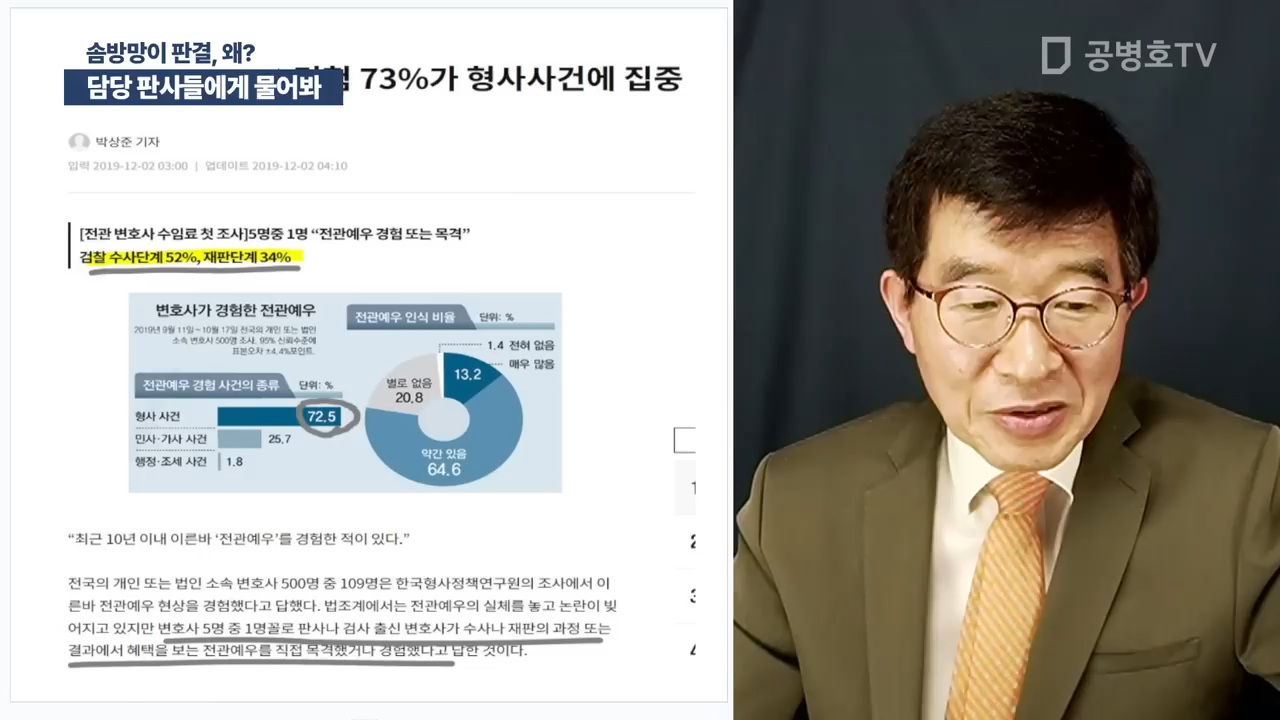 솜방망이 판결, 왜?
담당 판사들에게 물어봐
73%가 형사사건에 집중
공병호TV
박상준 기자
입력 2019-12-02 03:00 | 업데이트 2019-12-02 04:10
[전관 변호사 수임료 첫 조사]5명중 1명 “전관예우 경험 또는 목격”
검찰 수사단계 52%, 재판단계 34%
변호사가 경험한 전관예우
2019년 9월 11일~10월 17일 전국의 개인 또는 법인
소속 변호사 500명 조사, 95% 신뢰수준에
표본오차 ±4.4%포인트.
전관예우 경험 사건의 종류 단위: %
형사 사건 72.5
민사·가사 사건 25.7
행정·조세 사건 1.8
전관예우 인식 비율 단위: %
1.4 전혀 없음
매우 많음
13.2
별로 없음
20.8
약간 있음
64.6
“최근 10년 이내 이른바 ‘전관예우’를 경험한 적이 있다.”
전국의 개인 또는 법인 소속 변호사 500명 중 109명은 한국형사정책연구원의 조사에서 이
른바 전관예우 현상을 경험했다고 답했다. 법조계에서는 전관예우의 실체를 놓고 논란이 빚
어지고 있지만 변호사 5명 중 1명꼴로 판사나 검사 출신 변호사가 수사나 재판의 과정 또는
결과에서 혜택을 보는 전관예우를 직접 목격했거나 경험했다고 답한 것이다.
2
3
4